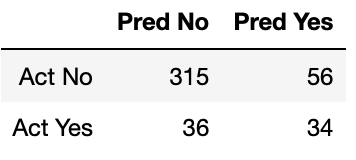 Pred No Pred Yes
Act No 315 56
Act Yes 36 34